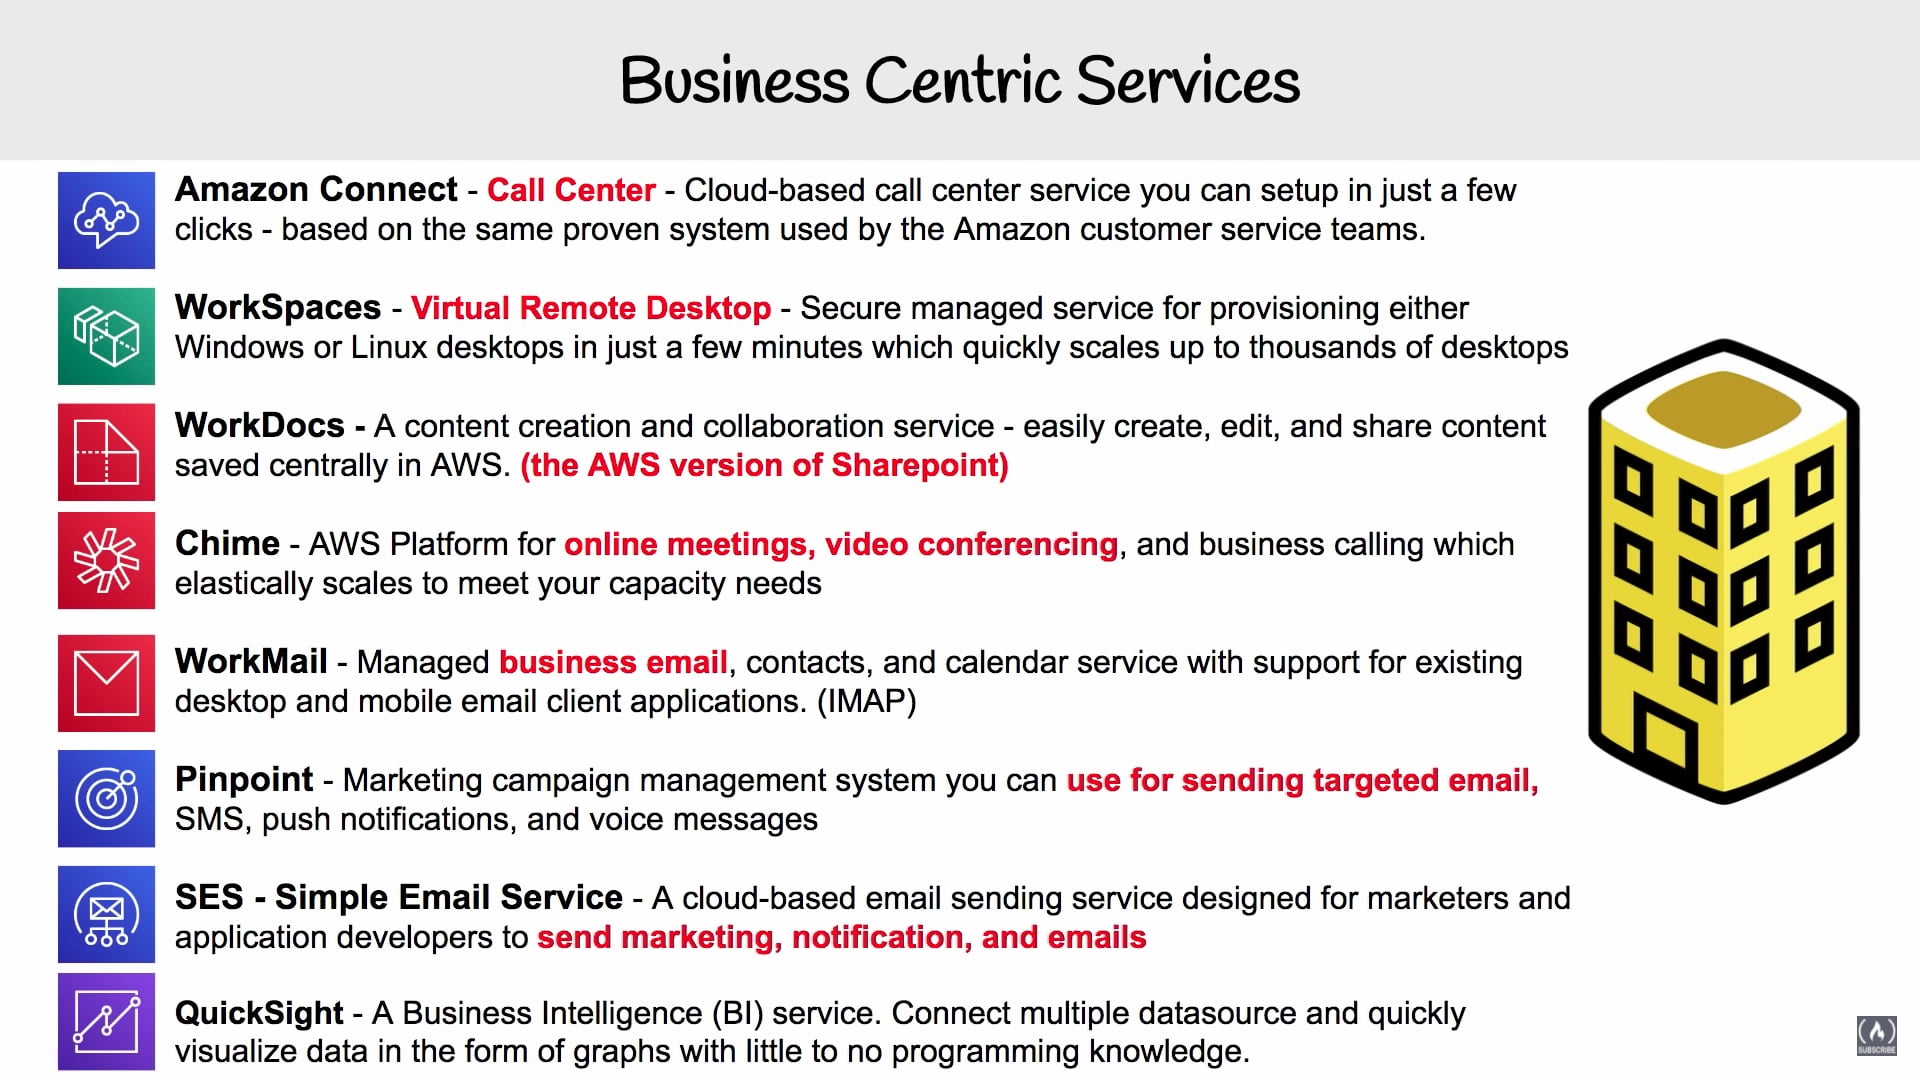 Business Centric Services
Amazon Connect - Call Center - Cloud-based call center service you can setup in just a few
clicks - based on the same proven system used by the Amazon customer service teams.
WorkSpaces - Virtual Remote Desktop - Secure managed service for provisioning either
Windows or Linux desktops in just a few minutes which quickly scales up to thousands of desktops
WorkDocs - A content creation and collaboration service - easily create, edit, and share content
saved centrally in AWS. (the AWS version of Sharepoint)
Chime - AWS Platform for online meetings, video conferencing, and business calling which
elastically scales to meet your capacity needs
WorkMail - Managed business email, contacts, and calendar service with support for existing
desktop and mobile email client applications. (IMAP)
Pinpoint - Marketing campaign management system you can use for sending targeted email,
SMS, push notifications, and voice messages
SES - Simple Email Service - A cloud-based email sending service designed for marketers and
application developers to send marketing, notification, and emails
QuickSight - A Business Intelligence (BI) service. Connect multiple datasource and quickly
visualize data in the form of graphs with little to no programming knowledge.
SUBSCRIBE